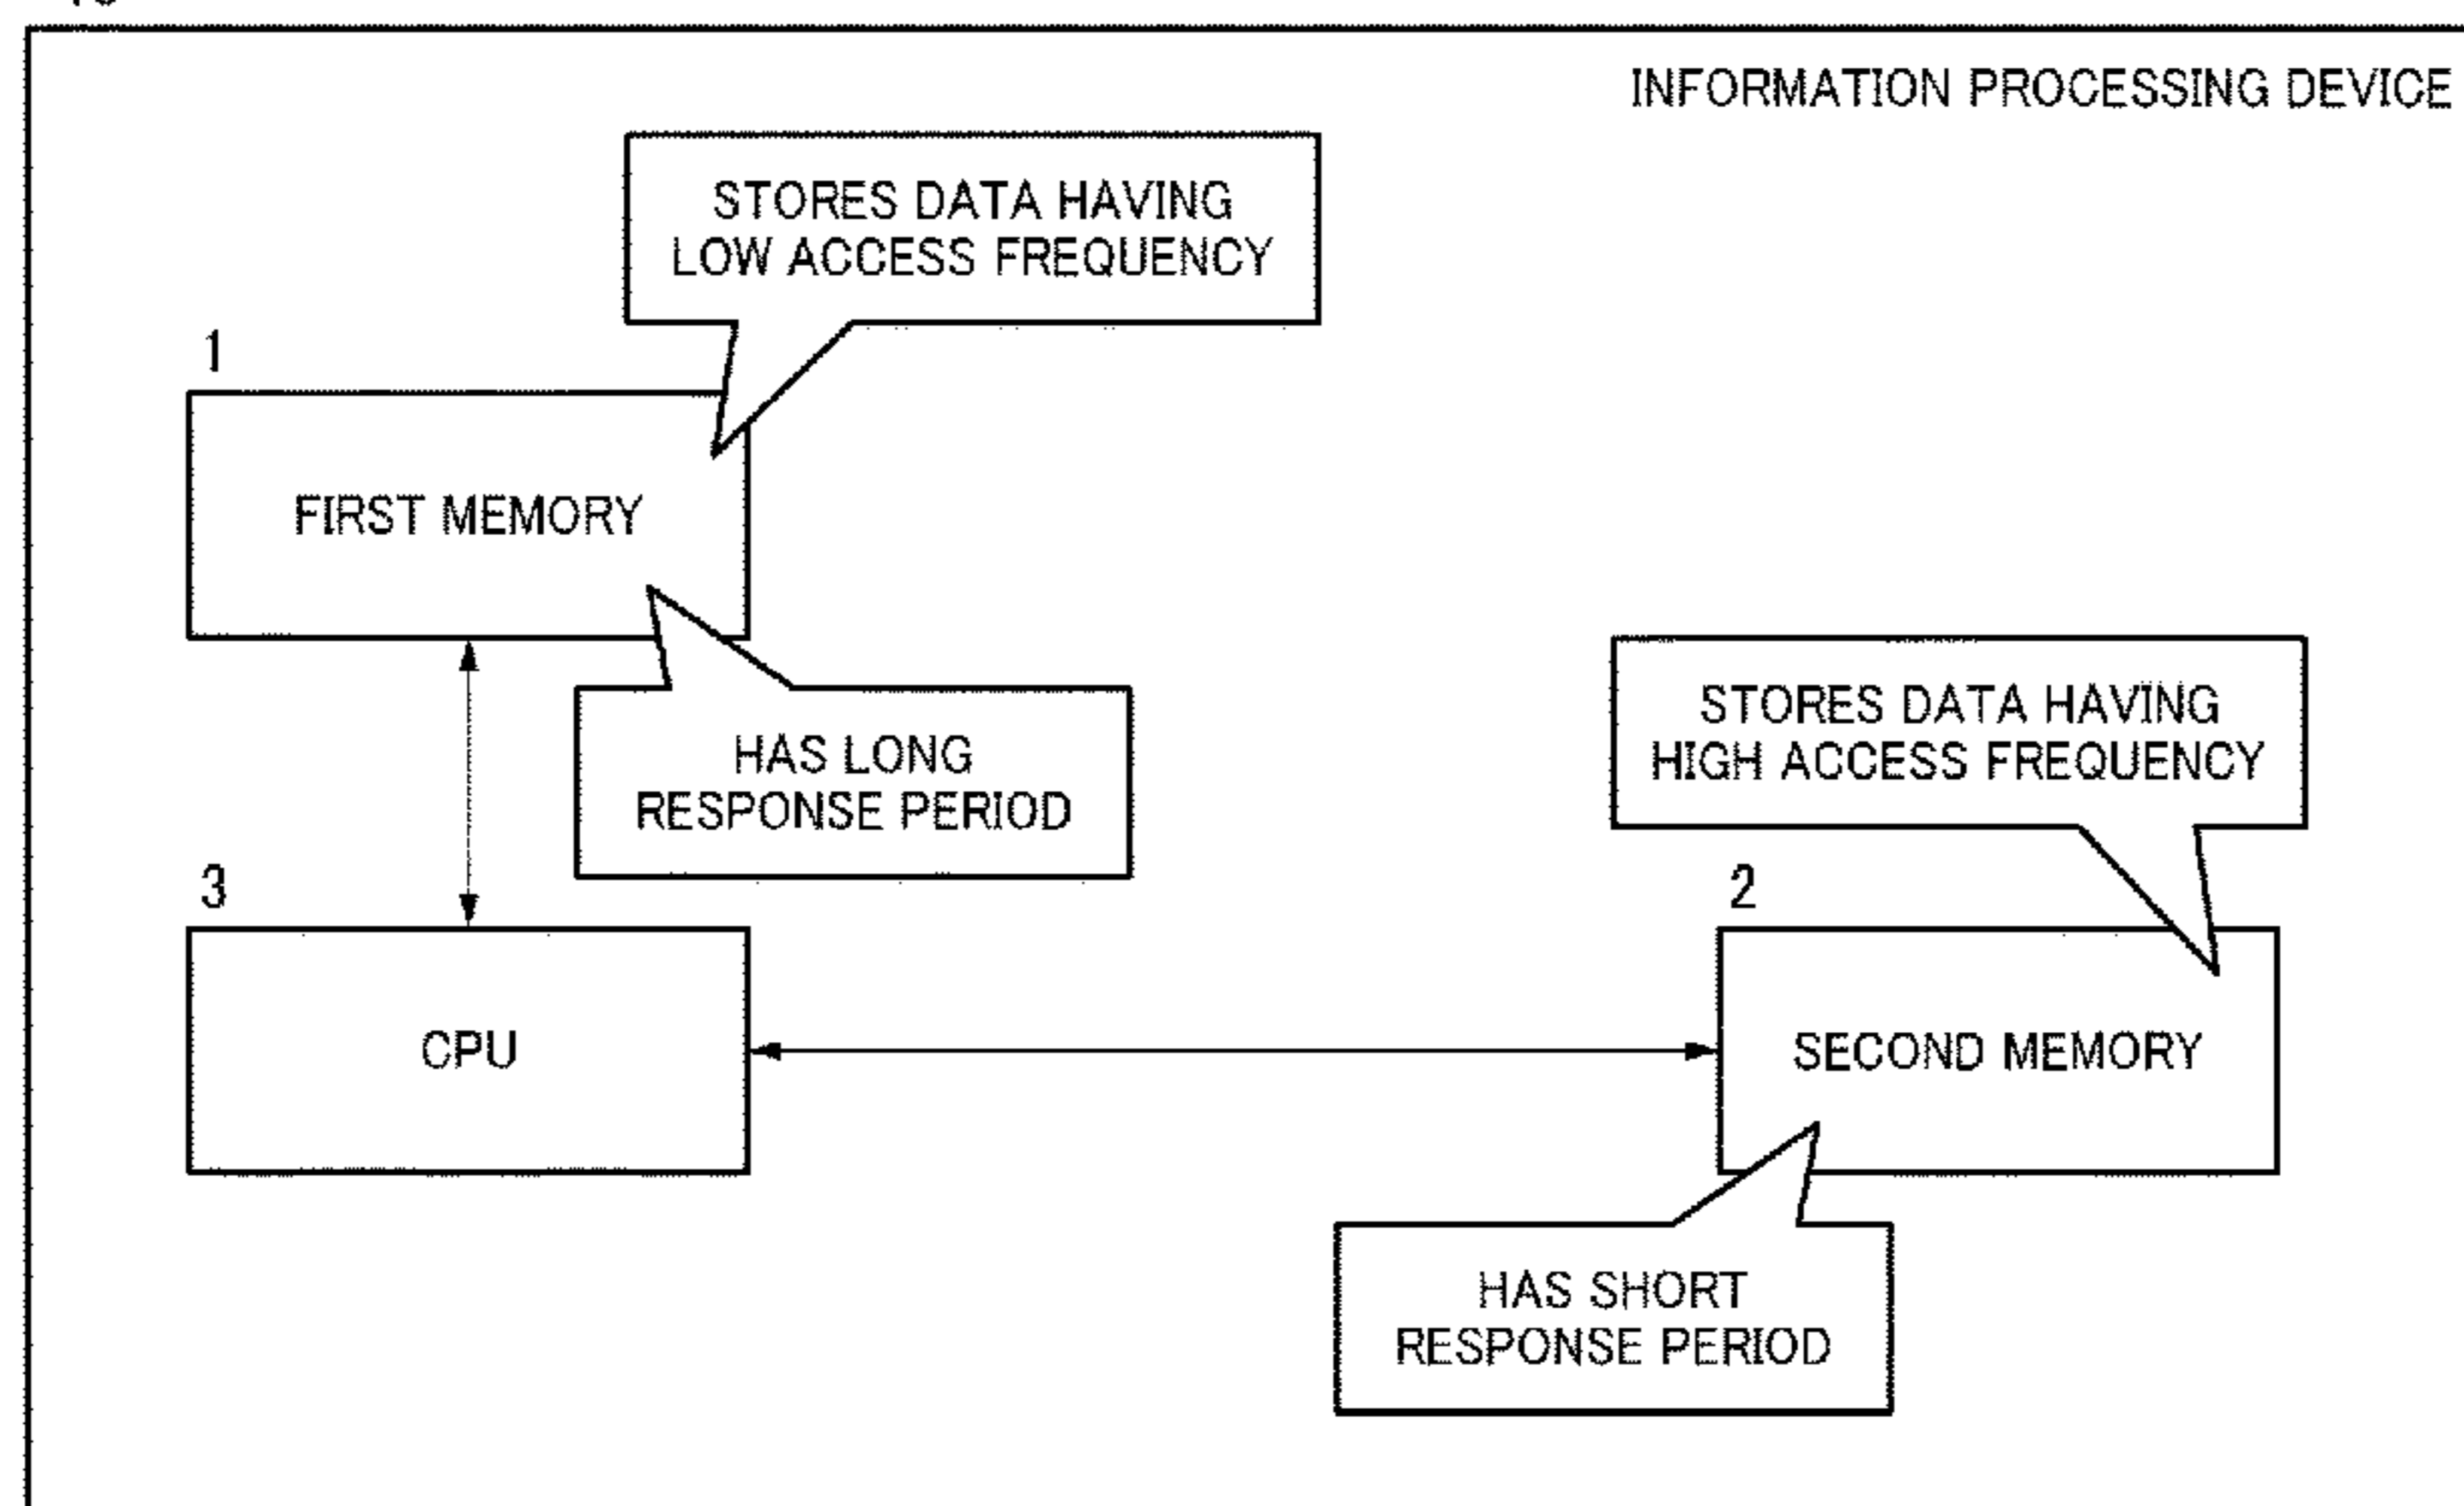 INFORMATION PROCESSING DEVICE
STORES DATA HAVING
LOW ACCESS FREQUENCY
1
FIRST MEMORY
HAS LONG
RESPONSE PERIOD
STORES DATA HAVING
HIGH ACCESS FREQUENCY
3
CPU
2
SECOND MEMORY
HAS SHORT
RESPONSE PERIOD